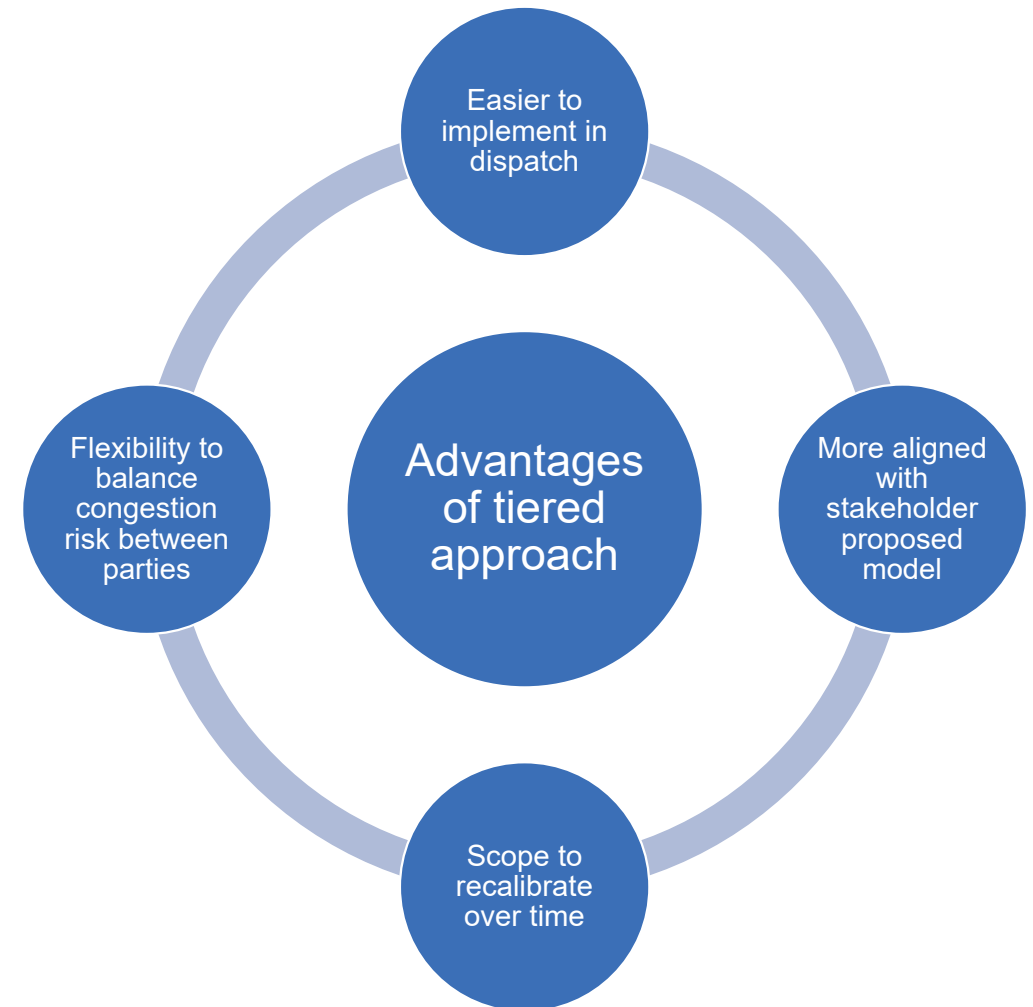 Easier to
implement in
dispatch
Advantages
of tiered
approach
More aligned
with
stakeholder
proposed
model
Scope to
recalibrate
over time
Flexibility to
balance
congestion
risk between
parties